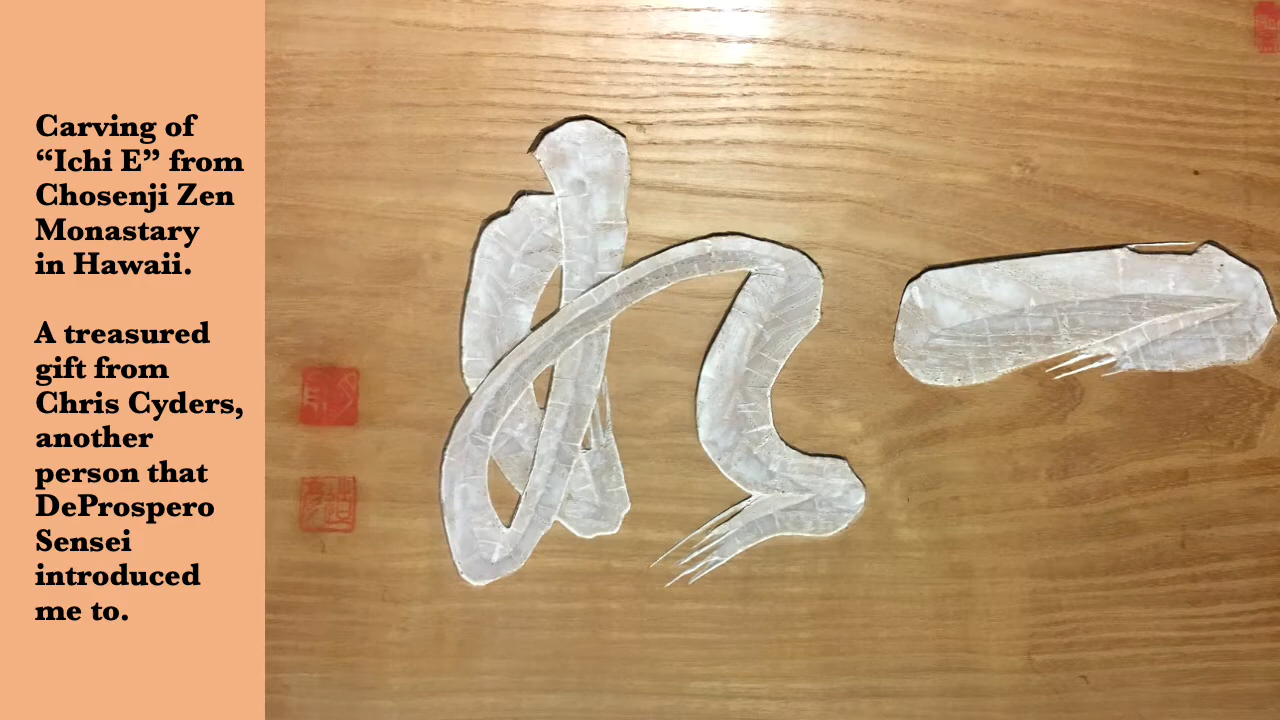 Carving of
“Ichi E” from
Chosenji Zen
Monastary
in Hawaii.
A treasured
gift from
Chris Cyders,
another
person that
DeProspero
Sensei
introduced
me to.
一